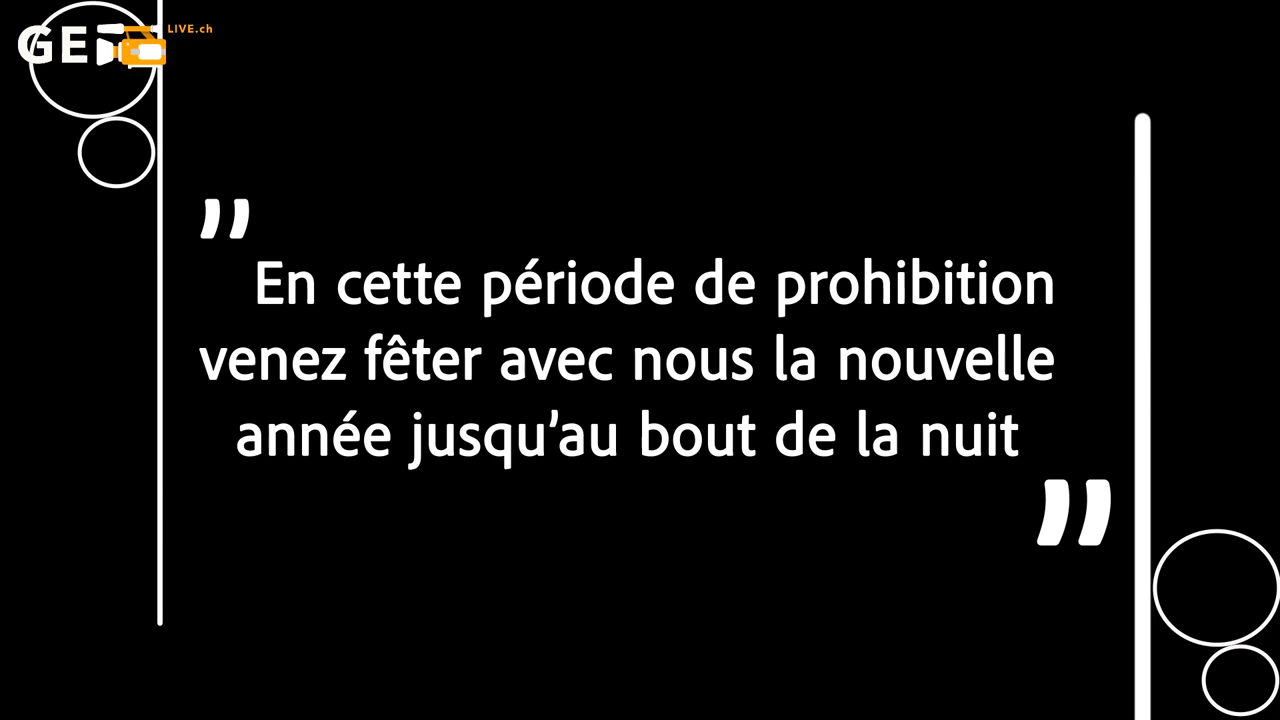 GE LIVE.ch
”
En cette période de prohibition
venez fêter avec nous la nouvelle
année jusqu’au bout de la nuit
”